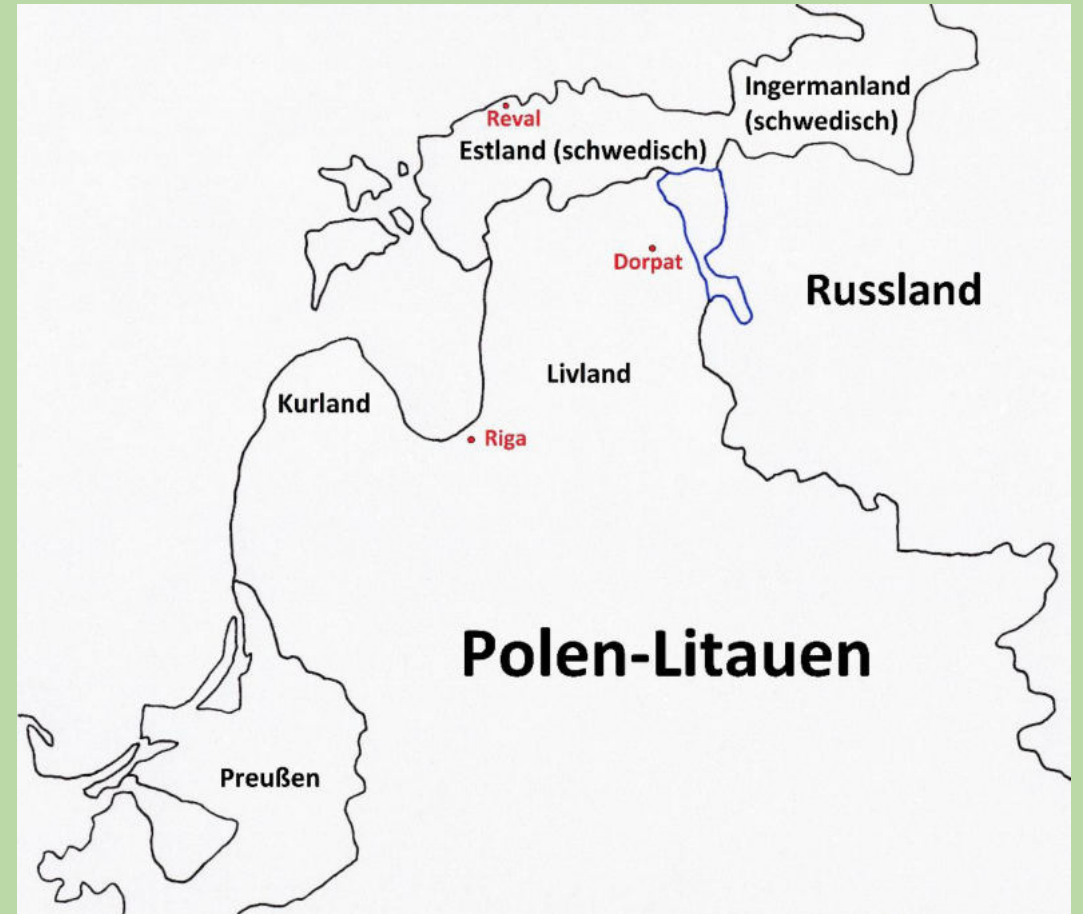 Ingermanland
(schwedisch)
Reval
Estland (schwedisch)
Dorpat
Russland
Livland
Kurland
Riga
Polen-Litauen
Preußen